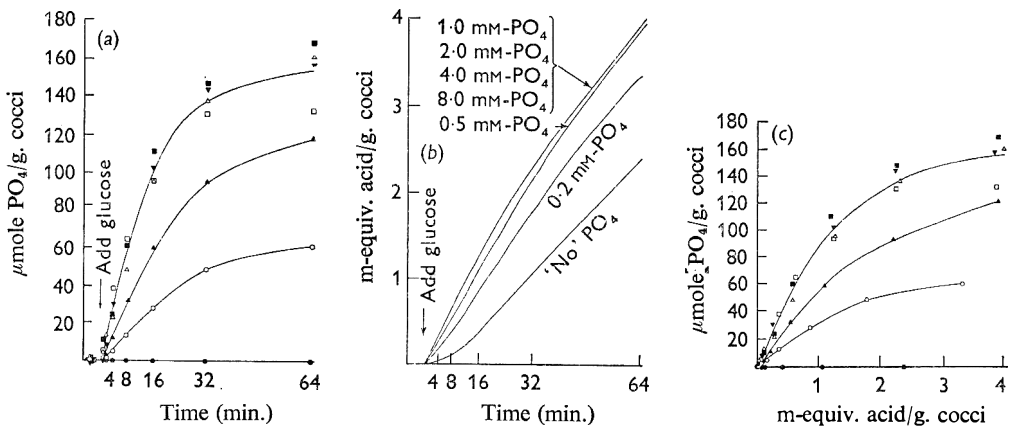 (a)
180
160
140
120
100
80
60
40
20
µmole PO₄/g. cocci
Add glucose
4 8 16 32 64
Time (min.)
(b)
4
3
2
1
m-equiv. acid/g. cocci
1·0 mM-PO₄
2·0 mM-PO₄
4·0 mM-PO₄
8·0 mM-PO₄
0·5 mM-PO₄
0·2 mM-PO₄
'No' PO₄
Add glucose
4 8 16 32 64
Time (min.)
(c)
180
160
140
120
100
80
60
40
20
µmole PO₄/g. cocci
0 1 2 3 4
m-equiv. acid/g. cocci